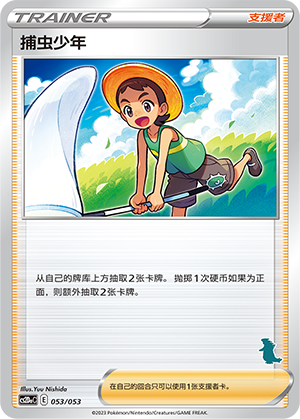 TRAINER
支援者
捕虫少年
从自己的牌库上方抽取2张卡牌。 抛掷1次硬币如果为正
面，则额外抽取2张卡牌。
Illus.Yuu Nishida
E 053/053
在自己的回合只可以使用1张支援者卡。
©2023 Pokémon/Nintendo/Creatures/GAME FREAK.